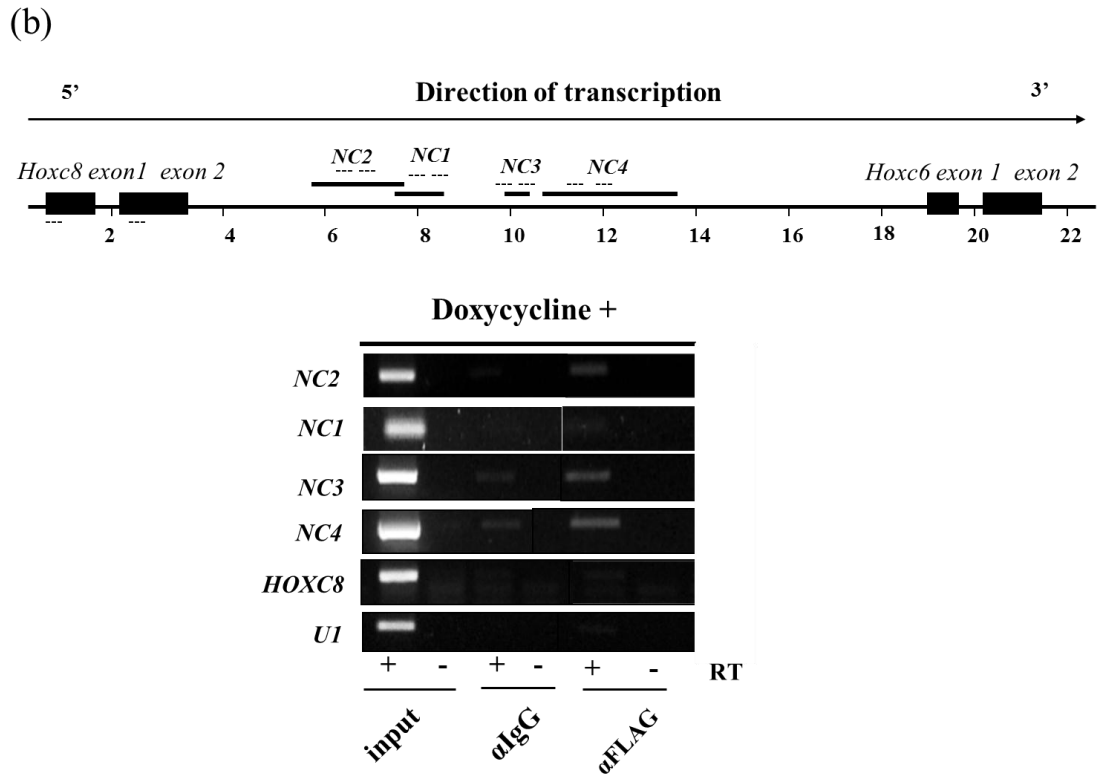 (b)
5’ Direction of transcription 3’
NC2 NC1 NC3 NC4
Hoxc8 exon1 exon 2 Hoxc6 exon 1 exon 2
2 4 6 8 10 12 14 16 18 20 22
Doxycycline +
NC2
NC1
NC3
NC4
HOXC8
U1
+ - + - + - RT
input αIgG αFLAG